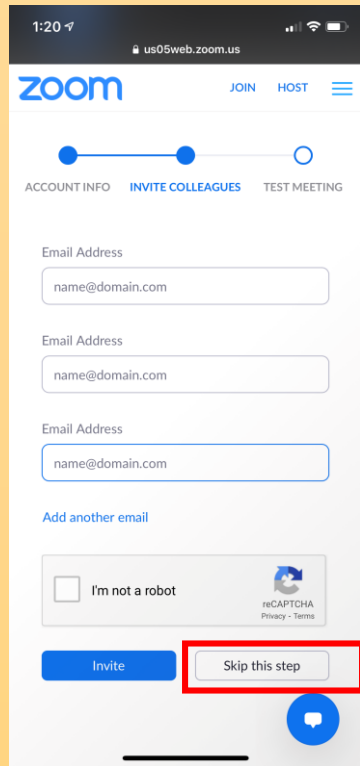 1:20
us05web.zoom.us
zoom JOIN HOST
ACCOUNT INFO INVITE COLLEAGUES TEST MEETING
Email Address
name@domain.com
Email Address
name@domain.com
Email Address
name@domain.com
Add another email
I'm not a robot
reCAPTCHA
Privacy - Terms
Invite Skip this step